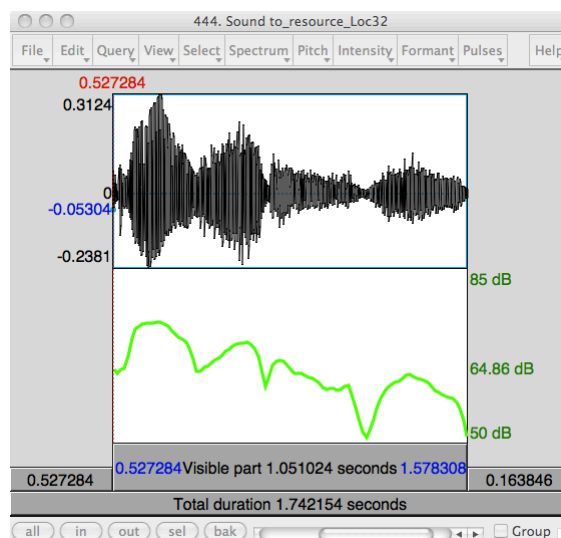 444. Sound to_resource_Loc32
File Edit Query View Select Spectrum Pitch Intensity Formant Pulses Help
0.527284
0.3124
0
-0.05304
-0.2381
85 dB
64.86 dB
50 dB
0.527284 Visible part 1.051024 seconds 1.578308
0.527284 0.163846
Total duration 1.742154 seconds
all in out sel bak Group